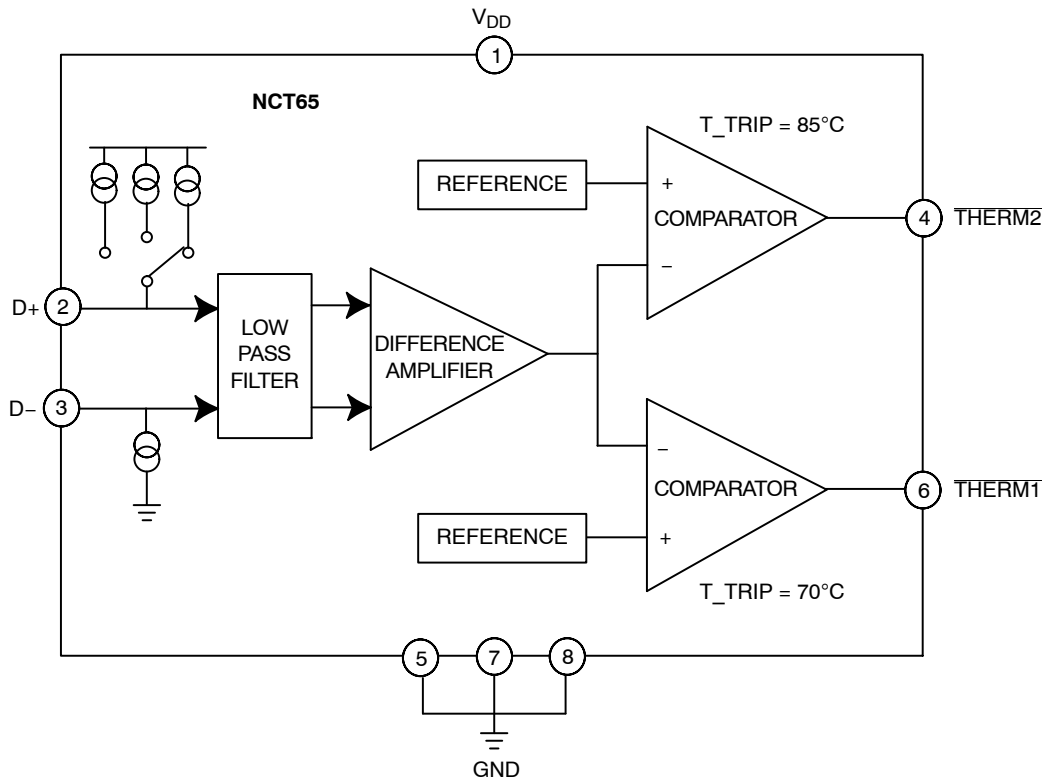 V_DD
1
NCT65
T_TRIP = 85°C
REFERENCE
+
COMPARATOR
−
4
THERM2
D+
2
LOW
PASS
FILTER
DIFFERENCE
AMPLIFIER
D−
3
−
COMPARATOR
+
REFERENCE
6
THERM1
T_TRIP = 70°C
5
7
8
GND